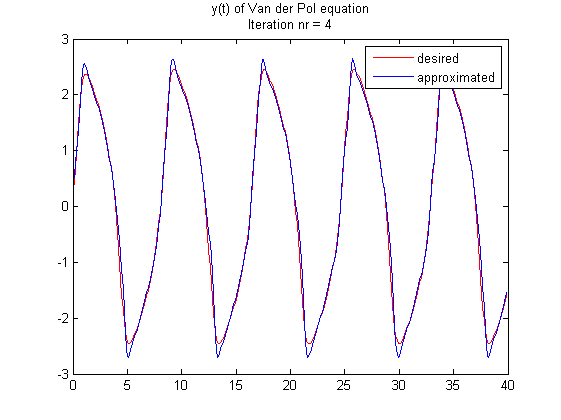 y(t) of Van der Pol equation
Iteration nr = 4
3
2
1
0
-1
-2
-3
desired
approximated
0 5 10 15 20 25 30 35 40